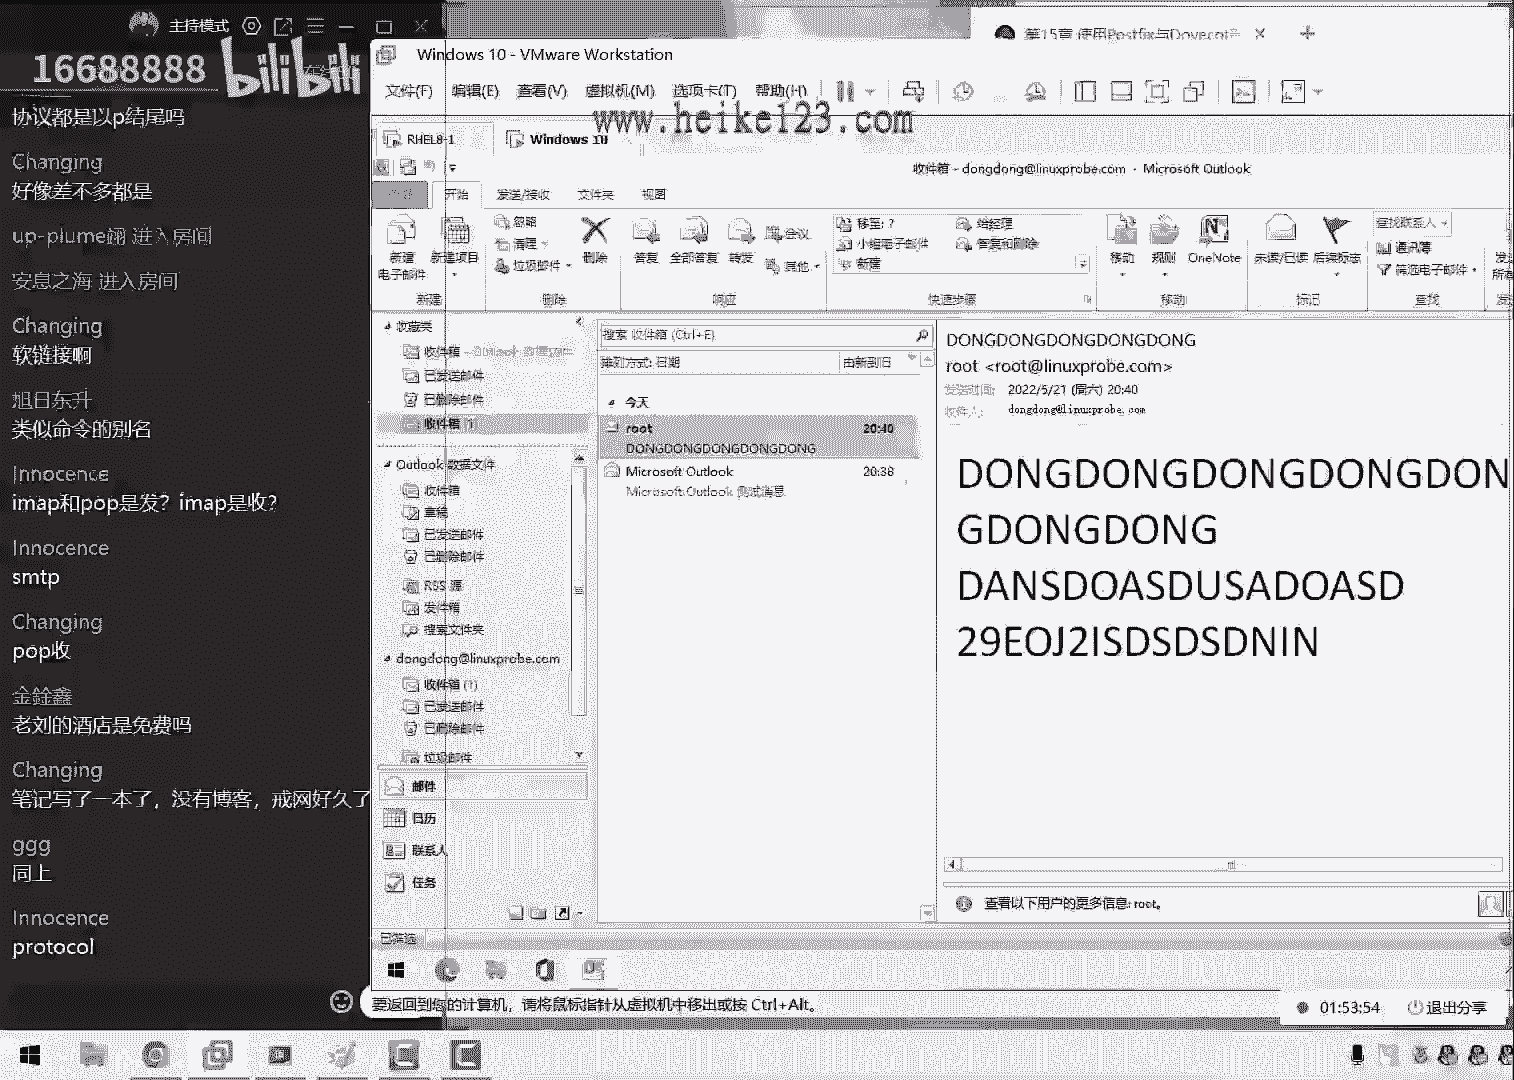 主持模式
16688888
bilibili
协议都是以p结尾吗
Changing
好像差不多都是
up-plume翻 进入房间
安息之海 进入房间
Changing
软链接啊
旭日东升
类似命令的别名
Innocence
imap和pop是发？imap是收？
Innocence
smtp
Changing
pop收
金鍂鑫
老刘的酒店是免费吗
Changing
笔记写了一本了，没有博客，戒网好久了
ggg
同上
Innocence
protocol
第15章 使用Postfix与Dovecot
Windows 10 - VMware Workstation
文件(F) 编辑(E) 查看(V) 虚拟机(M) 选项卡(T) 帮助(H)
www.heike123.com
RHEL8-1 Windows 10
收件箱 - dongdong@linuxprobe.com - Microsoft Outlook
开始 发送/接收 文件夹 视图
新建
电子邮件
新建项目
忽略
清理
垃圾邮件
删除
答复 全部答复 转发
会议
其他
移至: ?
小组电子邮件
新建
给经理
答复和删除
移动 规则 OneNote
未读/已读 后续标志
查找联系人
通讯簿
筛选电子邮件
新建 删除 响应 快速步骤 移动 标记 查找
收藏夹
收件箱
已发送邮件
已删除邮件
收件箱 (1)
Outlook 数据文件
收件箱
草稿
已发送邮件
已删除邮件
RSS 源
发件箱
搜索文件夹
dongdong@linuxprobe.com
收件箱 (1)
已发送邮件
已删除邮件
垃圾邮件
邮件
日历
联系人
任务
搜索 收件箱 (Ctrl+E)
排列方式: 日期 由新到旧
今天
root 20:40
DONGDONGDONGDONGDONG
Microsoft Outlook 20:38
Microsoft Outlook 测试消息
DONGDONGDONGDONGDONG
root <root@linuxprobe.com>
发送时间: 2022/5/21 (周六) 20:40
收件人: dongdong@linuxprobe.com
DONGDONGDONGDONGDON
GDONGDONG
DANSDOASDUSADOASD
29EOJ2ISDSDSDNIN
查看以下用户的更多信息: root。
已筛选
要返回到您的计算机，请将鼠标指针从虚拟机中移出或按 Ctrl+Alt。
01:53:54 退出分享